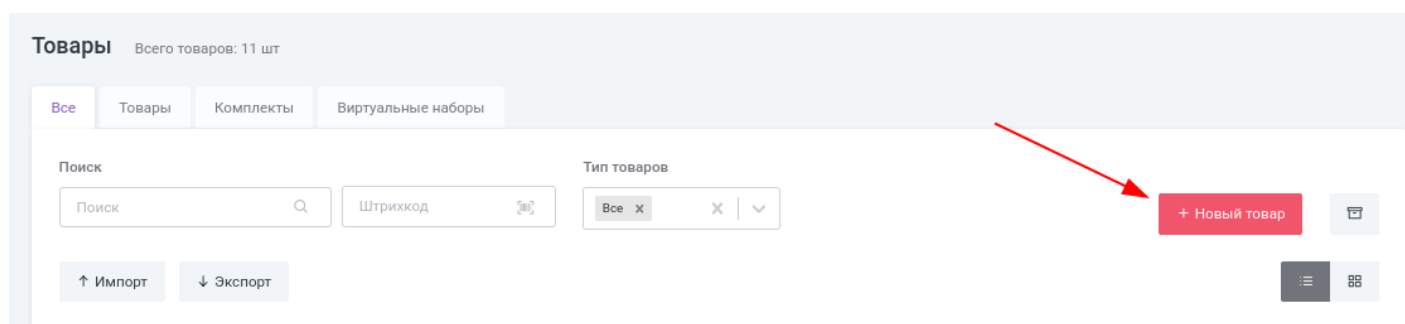 Товары Всего товаров: 11 шт
Все Товары Комплекты Виртуальные наборы
Поиск Тип товаров
Поиск Штрихкод Все x + Новый товар
↑ Импорт ↓ Экспорт